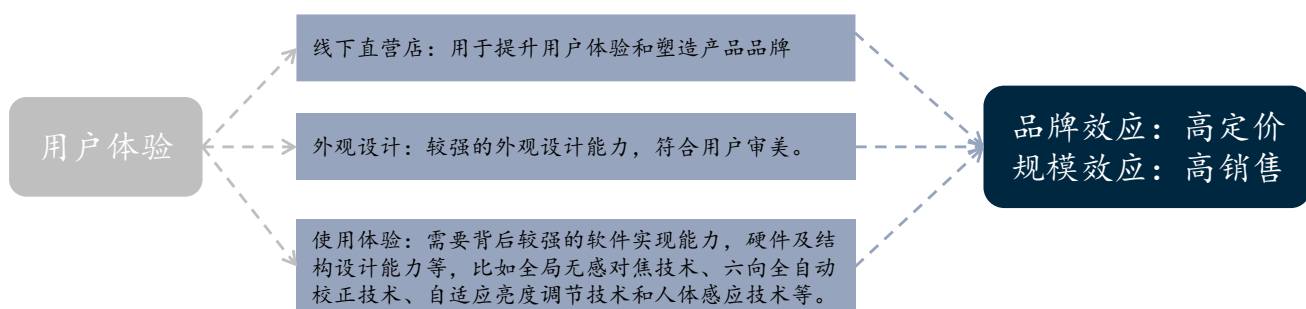 用户体验
线下直营店：用于提升用户体验和塑造产品品牌
外观设计：较强的外观设计能力，符合用户审美。
使用体验：需要背后较强的软件实现能力，硬件及结
构设计能力等，比如全局无感对焦技术、六向全自动
校正技术、自适应亮度调节技术和人体感应技术等。
品牌效应：高定价
规模效应：高销售